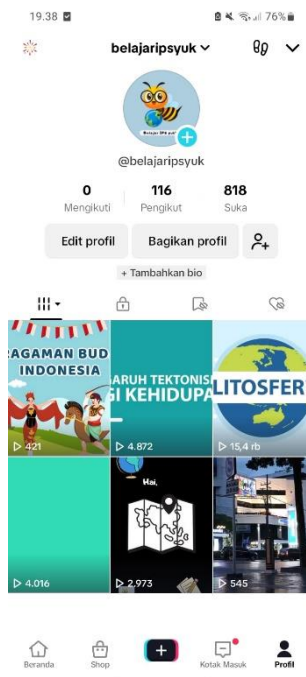 19.38
76%
belajaripsyuk
@belajaripsyuk
0 116 818
Mengikuti Pengikut Suka
Edit profil Bagikan profil
+ Tambahkan bio
AGAMAN BUD
INDONESIA
ARUH TEKTONIS
SI KEHIDUPA
LITOSFER
421 4.872 15,4 rb
Hai,
4.016 2.973 545
Beranda Shop Kotak Masuk Profil